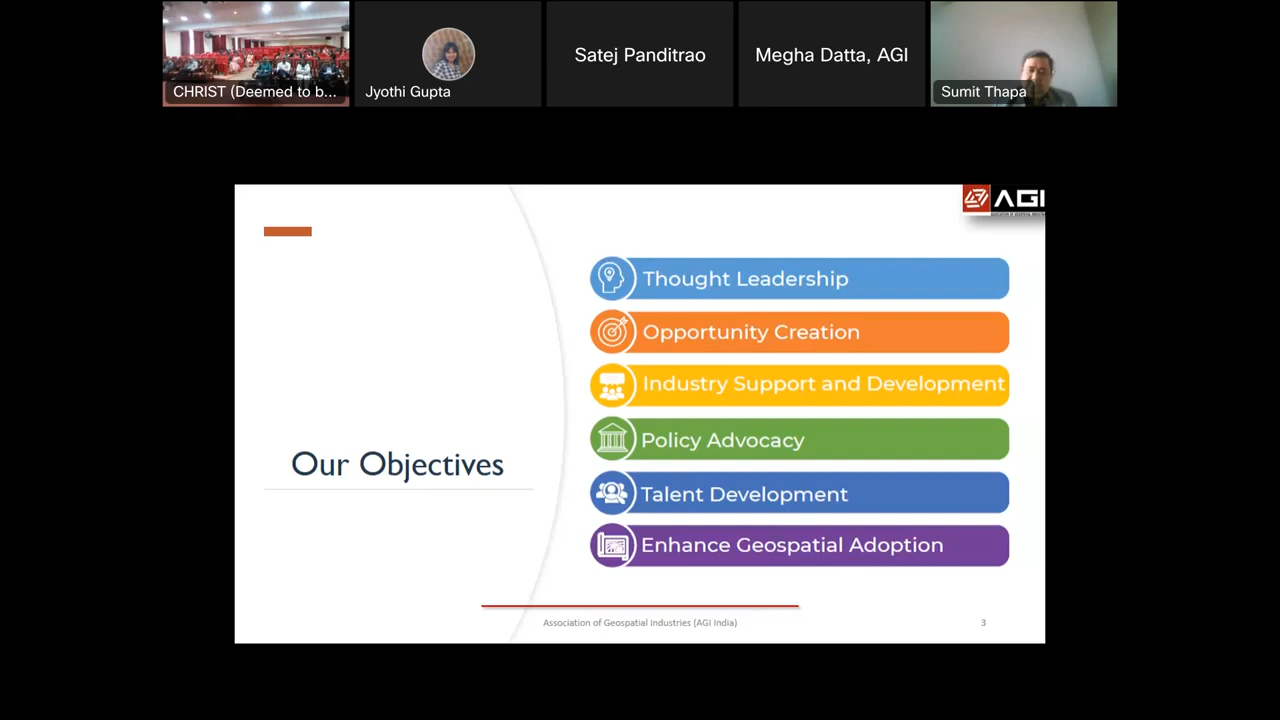 CHRIST (Deemed to b...
Jyothi Gupta
Satej Panditrao
Megha Datta, AGI
Sumit Thapa
AGI
Thought Leadership
Opportunity Creation
Industry Support and Development
Policy Advocacy
Talent Development
Enhance Geospatial Adoption
Our Objectives
Association of Geospatial Industries (AGI India)
3